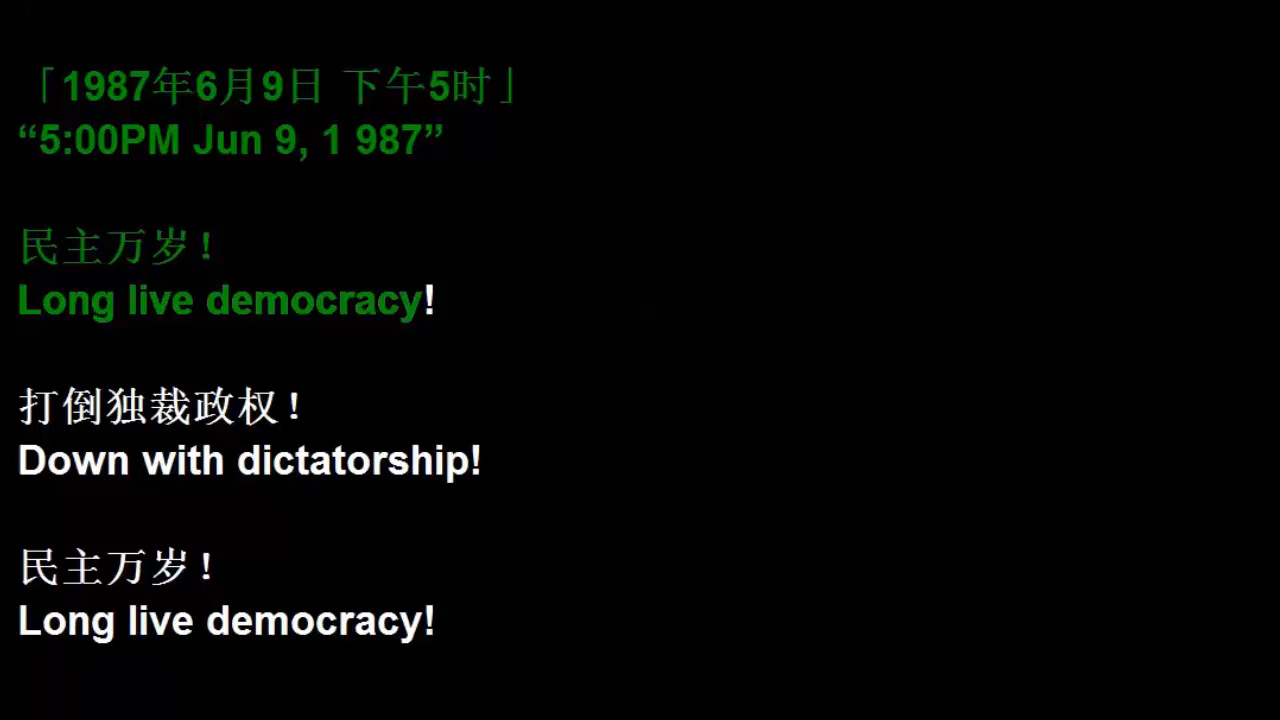 「1987年6月9日 下午5时」
“5:00PM Jun 9, 1 987”
民主万岁！
Long live democracy!
打倒独裁政权！
Down with dictatorship!
民主万岁！
Long live democracy!